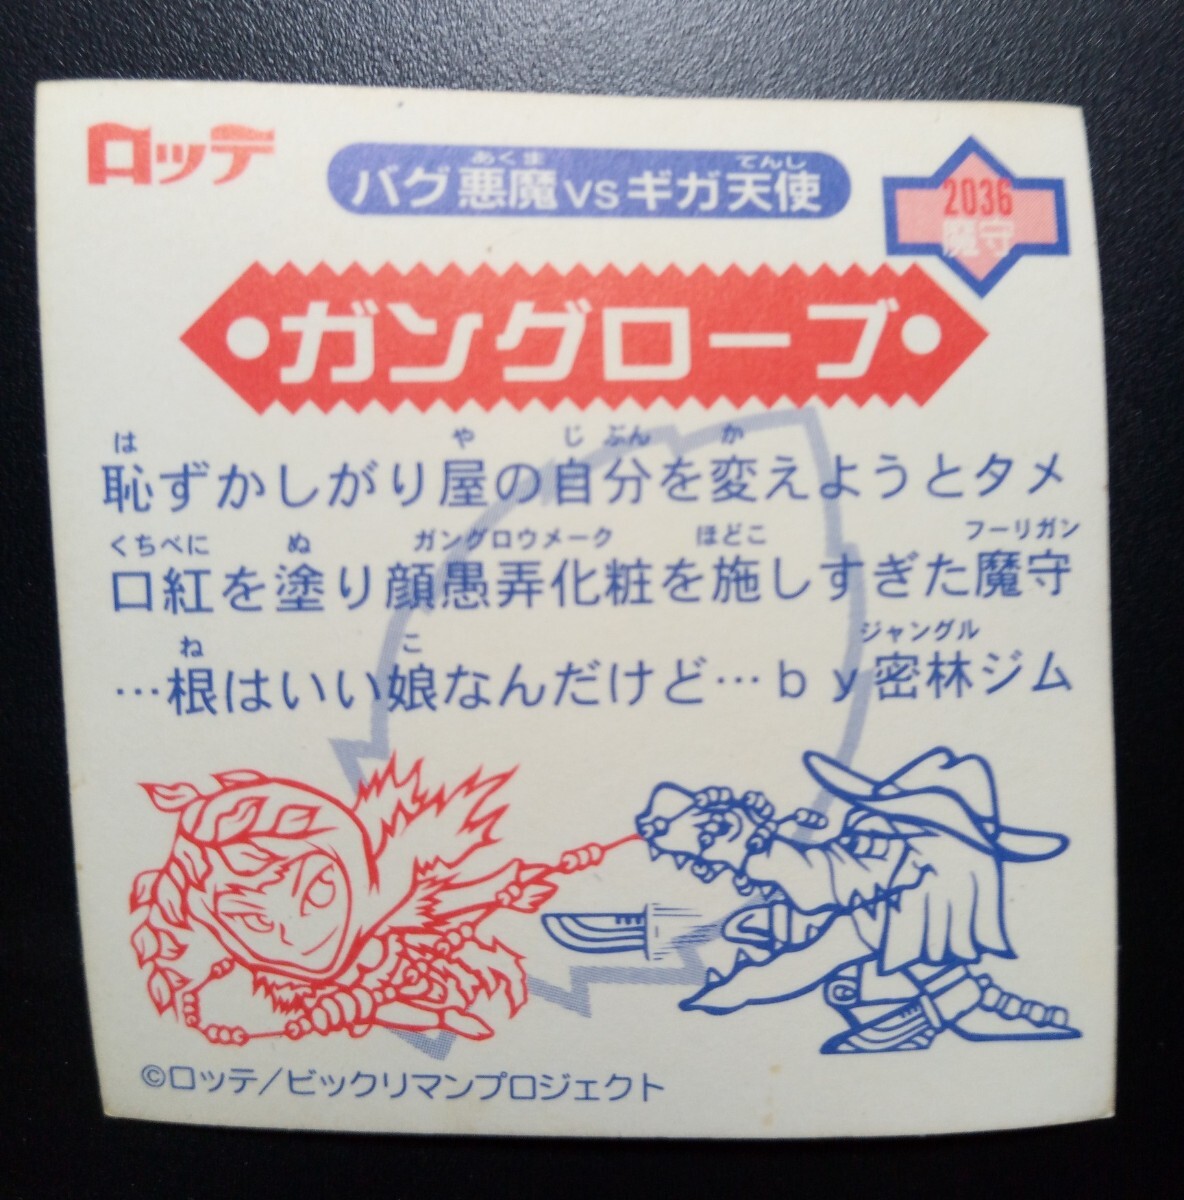 ロッテ
バグ悪魔vsギガ天使
あくま
てんし
2036
魔守
ガングローブ
は や じ ぶん か
恥ずかしがり屋の自分を変えようとタメ
くちべに ぬ ガングロウメーク ほどこ フーリガン
口紅を塗り顔愚弄化粧を施しすぎた魔守
ね こ ジャングル
…根はいい娘なんだけど…by密林ジム
©ロッテ/ビックリマンプロジェクト